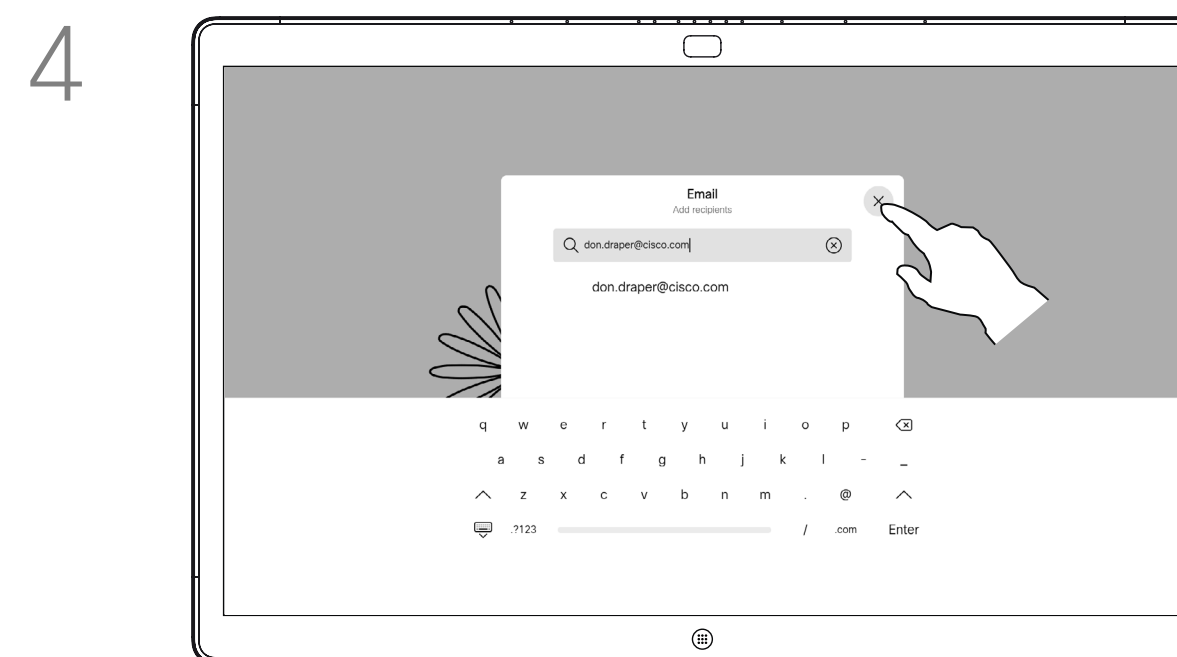 4
Email
Add recipients
don.draper@cisco.com
don.draper@cisco.com
q w e r t y u i o p
a s d f g h j k l - _
z x c v b n m . @
.?123 / .com Enter